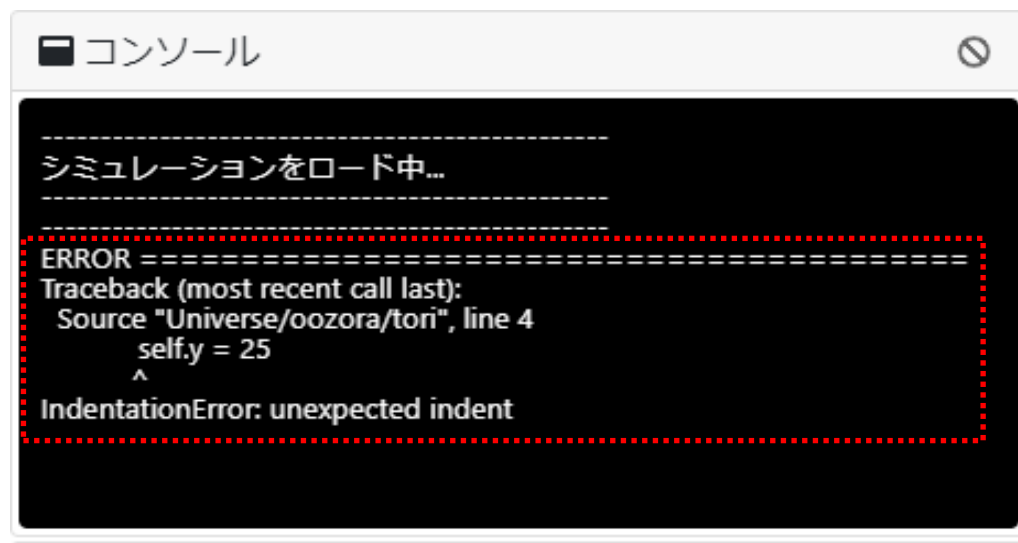 コンソール
------------------------------------------------
シミュレーションをロード中...
------------------------------------------------
------------------------------------------------
ERROR =========================================
Traceback (most recent call last):
  Source "Universe/oozora/tori", line 4
    self.y = 25
    ^
IndentationError: unexpected indent